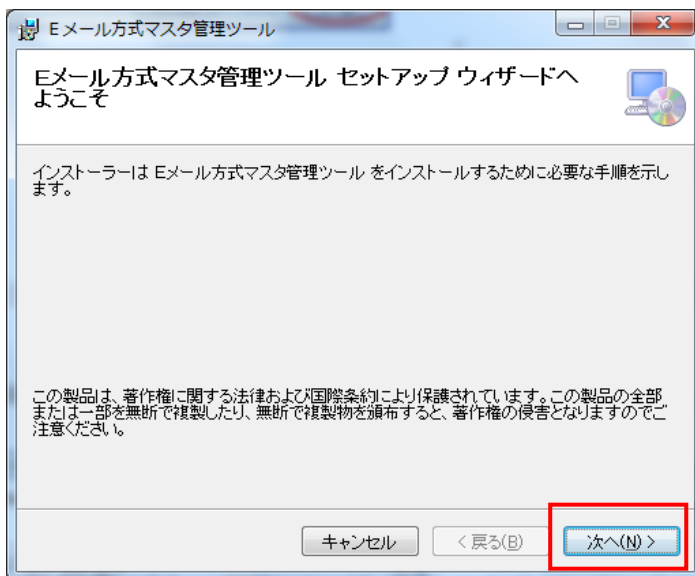 Eメール方式マスタ管理ツール
Eメール方式マスタ管理ツール セットアップ ウィザードへ
ようこそ
インストーラーは Eメール方式マスタ管理ツール をインストールするために必要な手順を示し
ます。
この製品は、著作権に関する法律および国際条約により保護されています。この製品の全部
または一部を無断で複製したり、無断で複製物を頒布すると、著作権の侵害となりますのでご
注意ください。
キャンセル < 戻る(B) 次へ(N) >